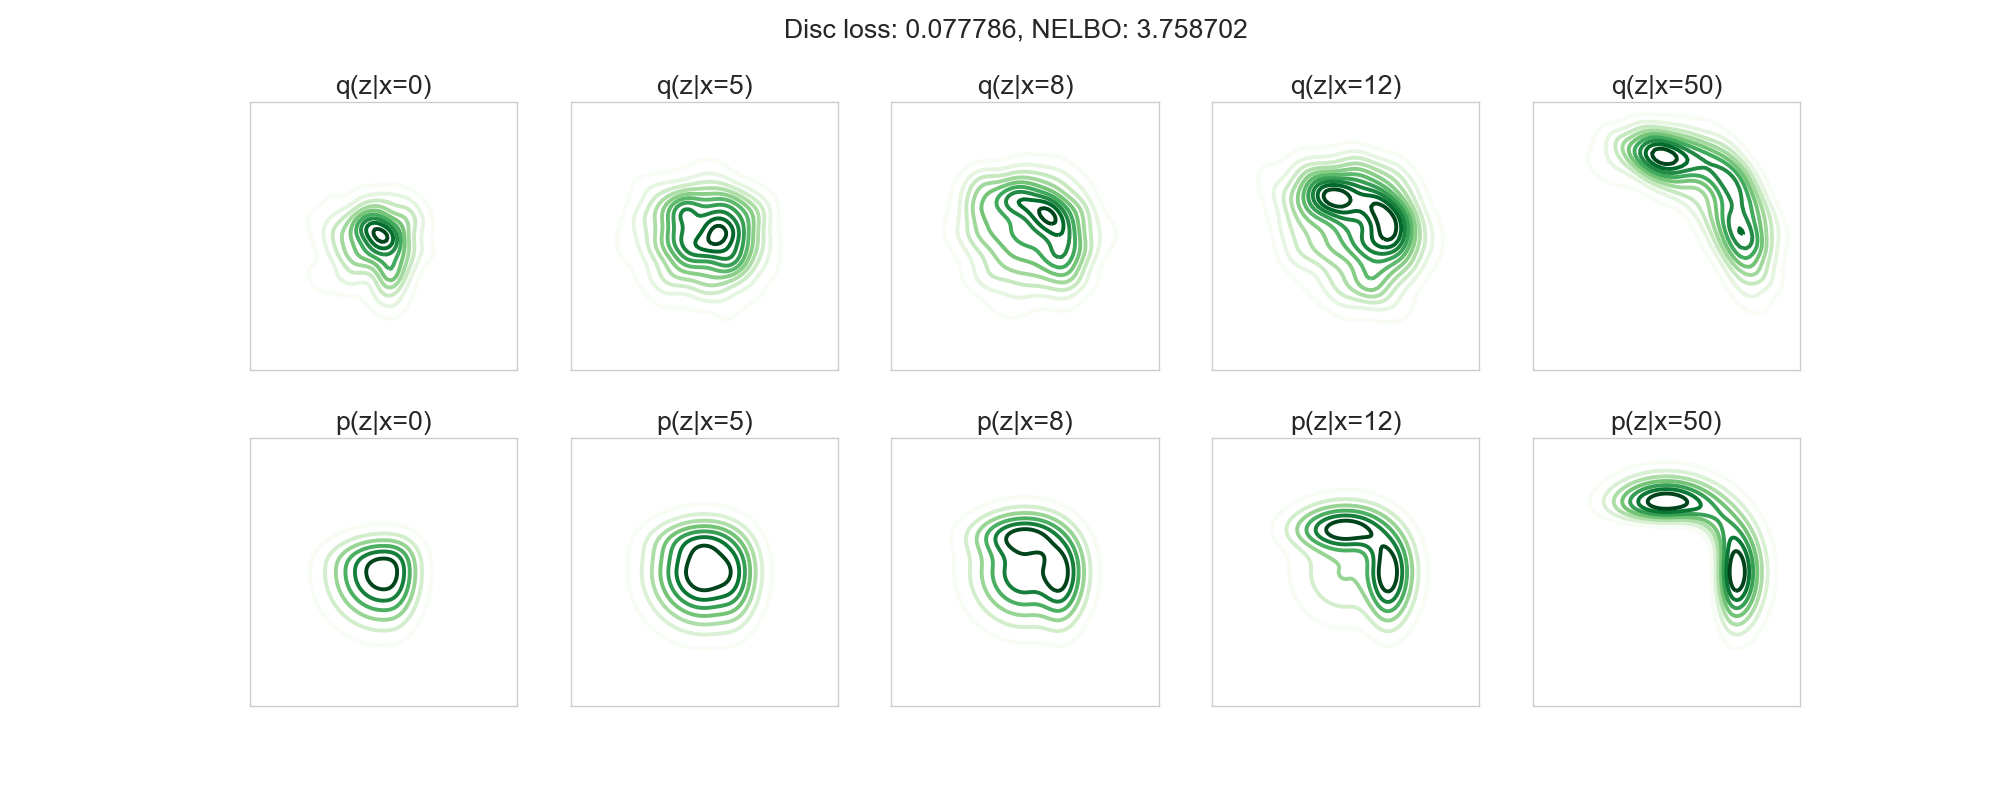 Disc loss: 0.077786, NELBO: 3.758702
q(z|x=0) q(z|x=5) q(z|x=8) q(z|x=12) q(z|x=50)
p(z|x=0) p(z|x=5) p(z|x=8) p(z|x=12) p(z|x=50)